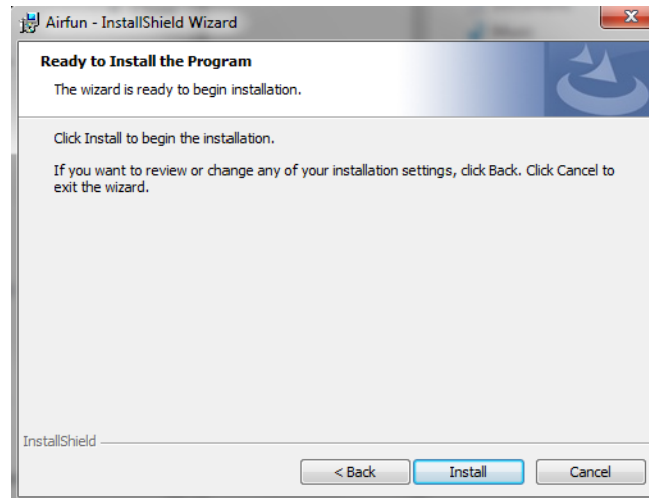 Airfun - InstallShield Wizard
Ready to Install the Program
The wizard is ready to begin installation.
Click Install to begin the installation.
If you want to review or change any of your installation settings, click Back. Click Cancel to
exit the wizard.
InstallShield
< Back
Install
Cancel